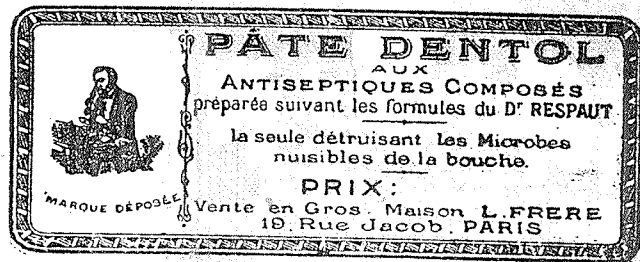 PÂTE DENTOL
AUX
ANTISEPTIQUES COMPOSÉS
préparée suivant les formules du Dr RESPAUT
la seule détruisant les Microbes
nuisibles de la bouche.
PRIX:
Vente en Gros. Maison L. FRERE
19, Rue Jacob. PARIS
MARQUE DÉPOSÉE